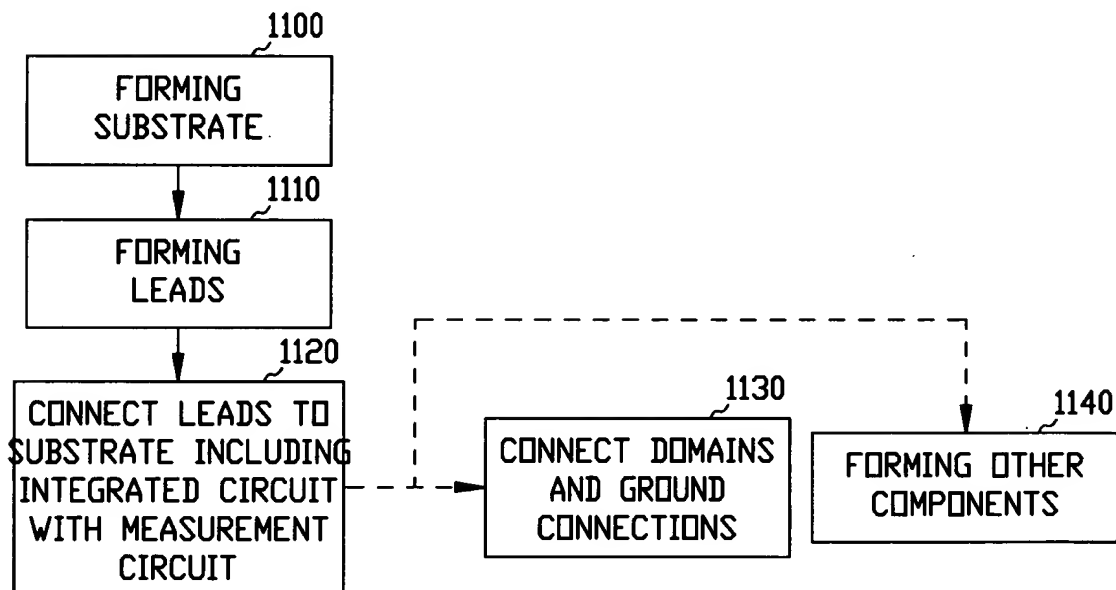 1100
FORMING
SUBSTRATE
1110
FORMING
LEADS
1120
CONNECT LEADS TO
SUBSTRATE INCLUDING
INTEGRATED CIRCUIT
WITH MEASUREMENT
CIRCUIT
1130
CONNECT DOMAINS
AND GROUND
CONNECTIONS
1140
FORMING OTHER
COMPONENTS